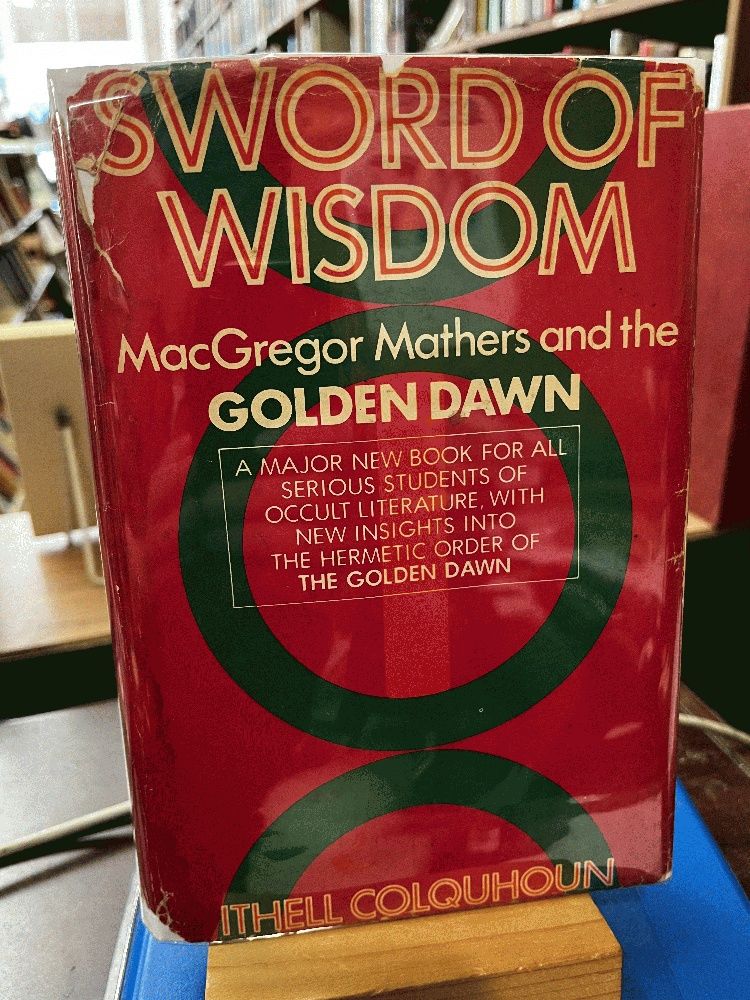 SWORD OF
WISDOM
MacGregor Mathers and the
GOLDEN DAWN
A MAJOR NEW BOOK FOR ALL
SERIOUS STUDENTS OF
OCCULT LITERATURE, WITH
NEW INSIGHTS INTO
THE HERMETIC ORDER OF
THE GOLDEN DAWN
ITHELL COLQUHOUN